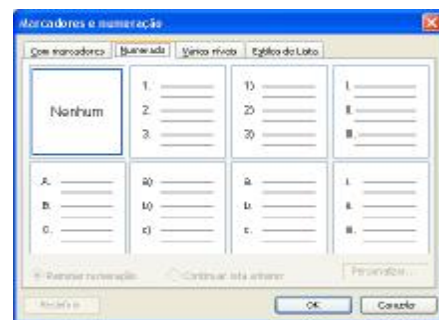 Marcadores e numeração
Com marcadores Numerada Vários níveis Estilos de Lista
Nenhum
1. 1) I.
2. 2) II.
3. 3) III.
A. a) a. i.
B. b) b. ii.
C. c) c. iii.
Reiniciar numeração Continuar lista anterior Personalizar...
Redefinir OK Cancelar